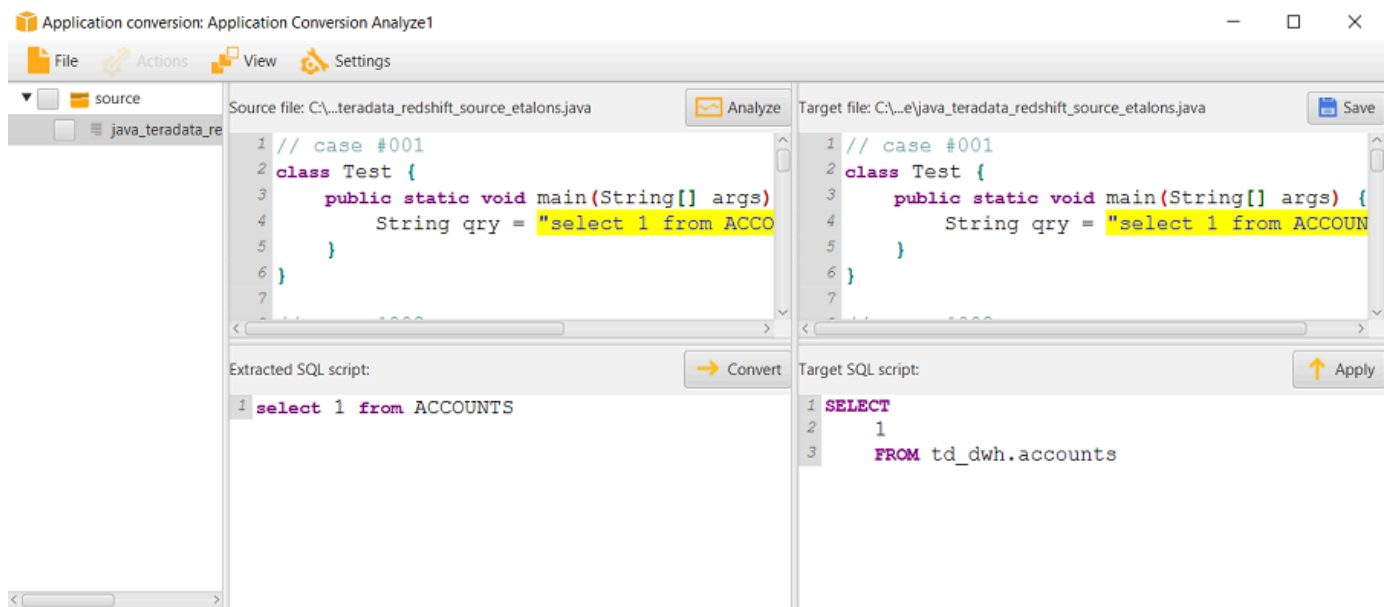 Application conversion: Application Conversion Analyze1
File Actions View Settings
source
java_teradata_re
Source file: C:\...teradata_redshift_source_etalons.java
Analyze
1 // case #001
2 class Test {
3 public static void main(String[] args)
4 String qry = "select 1 from ACCO
5 }
6 }
7
Extracted SQL script:
Convert
1 select 1 from ACCOUNTS
Target file: C:\...e\java_teradata_redshift_source_etalons.java
Save
1 // case #001
2 class Test {
3 public static void main(String[] args) {
4 String qry = "select 1 from ACCOUN
5 }
6 }
7
Target SQL script:
Apply
1 SELECT
2 1
3 FROM td_dwh.accounts